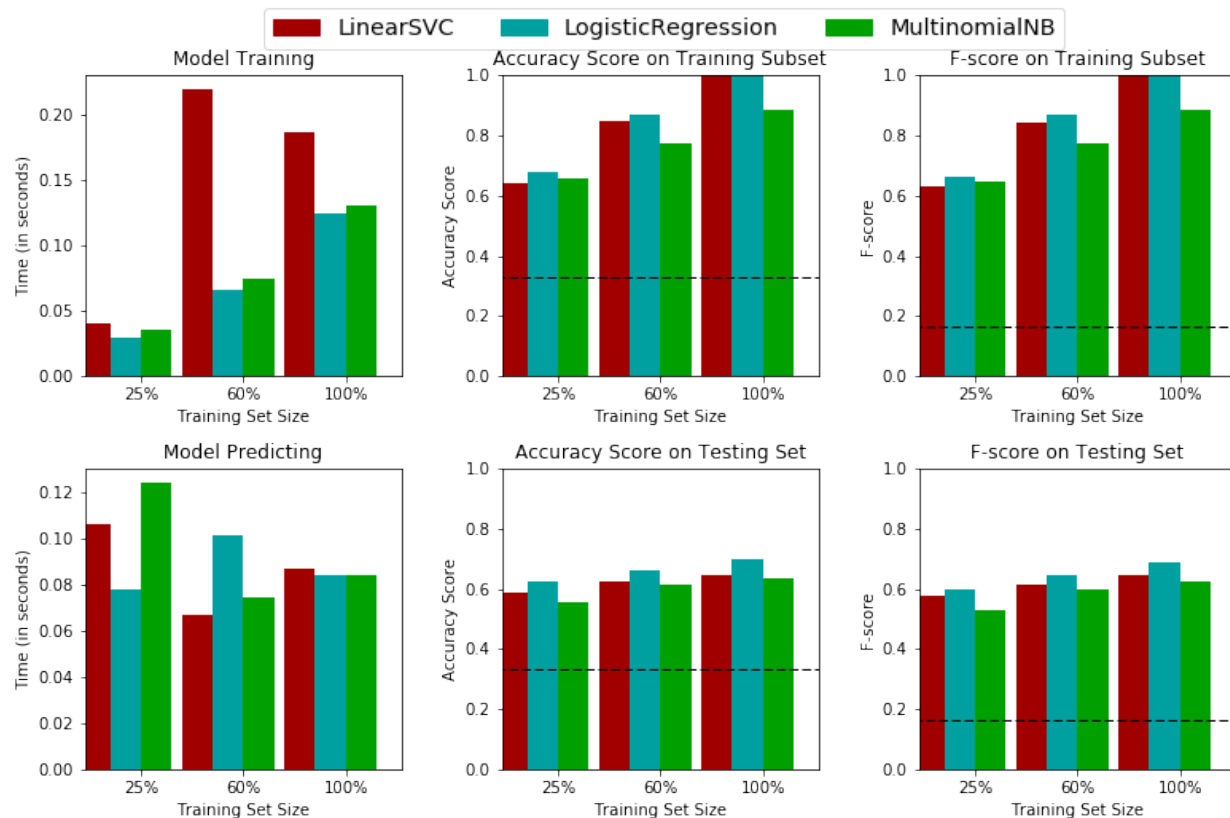 LinearSVC LogisticRegression MultinomialNB
Model Training
Time (in seconds)
0.20
0.15
0.10
0.05
0.00
25% 60% 100%
Training Set Size
Accuracy Score on Training Subset
Accuracy Score
1.0
0.8
0.6
0.4
0.2
0.0
25% 60% 100%
Training Set Size
F-score on Training Subset
F-score
1.0
0.8
0.6
0.4
0.2
0.0
25% 60% 100%
Training Set Size
Model Predicting
Time (in seconds)
0.12
0.10
0.08
0.06
0.04
0.02
0.00
25% 60% 100%
Training Set Size
Accuracy Score on Testing Set
Accuracy Score
1.0
0.8
0.6
0.4
0.2
0.0
25% 60% 100%
Training Set Size
F-score on Testing Set
F-score
1.0
0.8
0.6
0.4
0.2
0.0
25% 60% 100%
Training Set Size